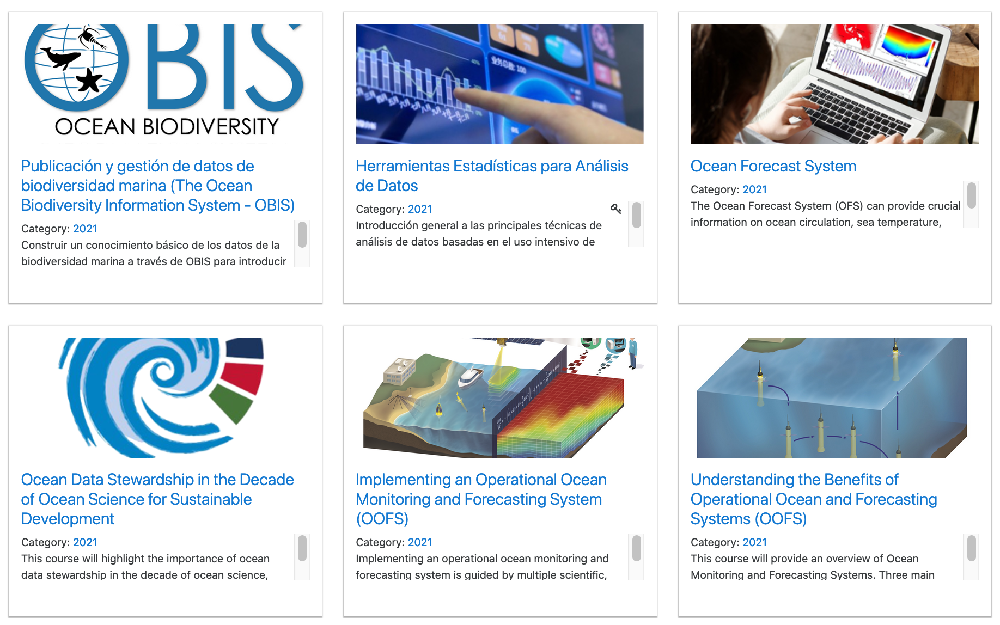 OBIS
OCEAN BIODIVERSITY
Publicación y gestión de datos de
biodiversidad marina (The Ocean
Biodiversity Information System - OBIS)
Category: 2021
Construir un conocimiento básico de los datos de la
biodiversidad marina a través de OBIS para introducir
业务总数: 100
40%
0%
Herramientas Estadísticas para Análisis
de Datos
Category: 2021
Introducción general a las principales técnicas de
análisis de datos basadas en el uso intensivo de
Ocean Forecast System
Category: 2021
The Ocean Forecast System (OFS) can provide crucial
information on ocean circulation, sea temperature,
Ocean Data Stewardship in the Decade
of Ocean Science for Sustainable
Development
Category: 2021
This course will highlight the importance of ocean
data stewardship in the decade of ocean science,
Implementing an Operational Ocean
Monitoring and Forecasting System
(OOFS)
Category: 2021
Implementing an operational ocean monitoring and
forecasting system is guided by multiple scientific,
Understanding the Benefits of
Operational Ocean and Forecasting
Systems (OOFS)
Category: 2021
This course will provide an overview of Ocean
Monitoring and Forecasting Systems. Three main